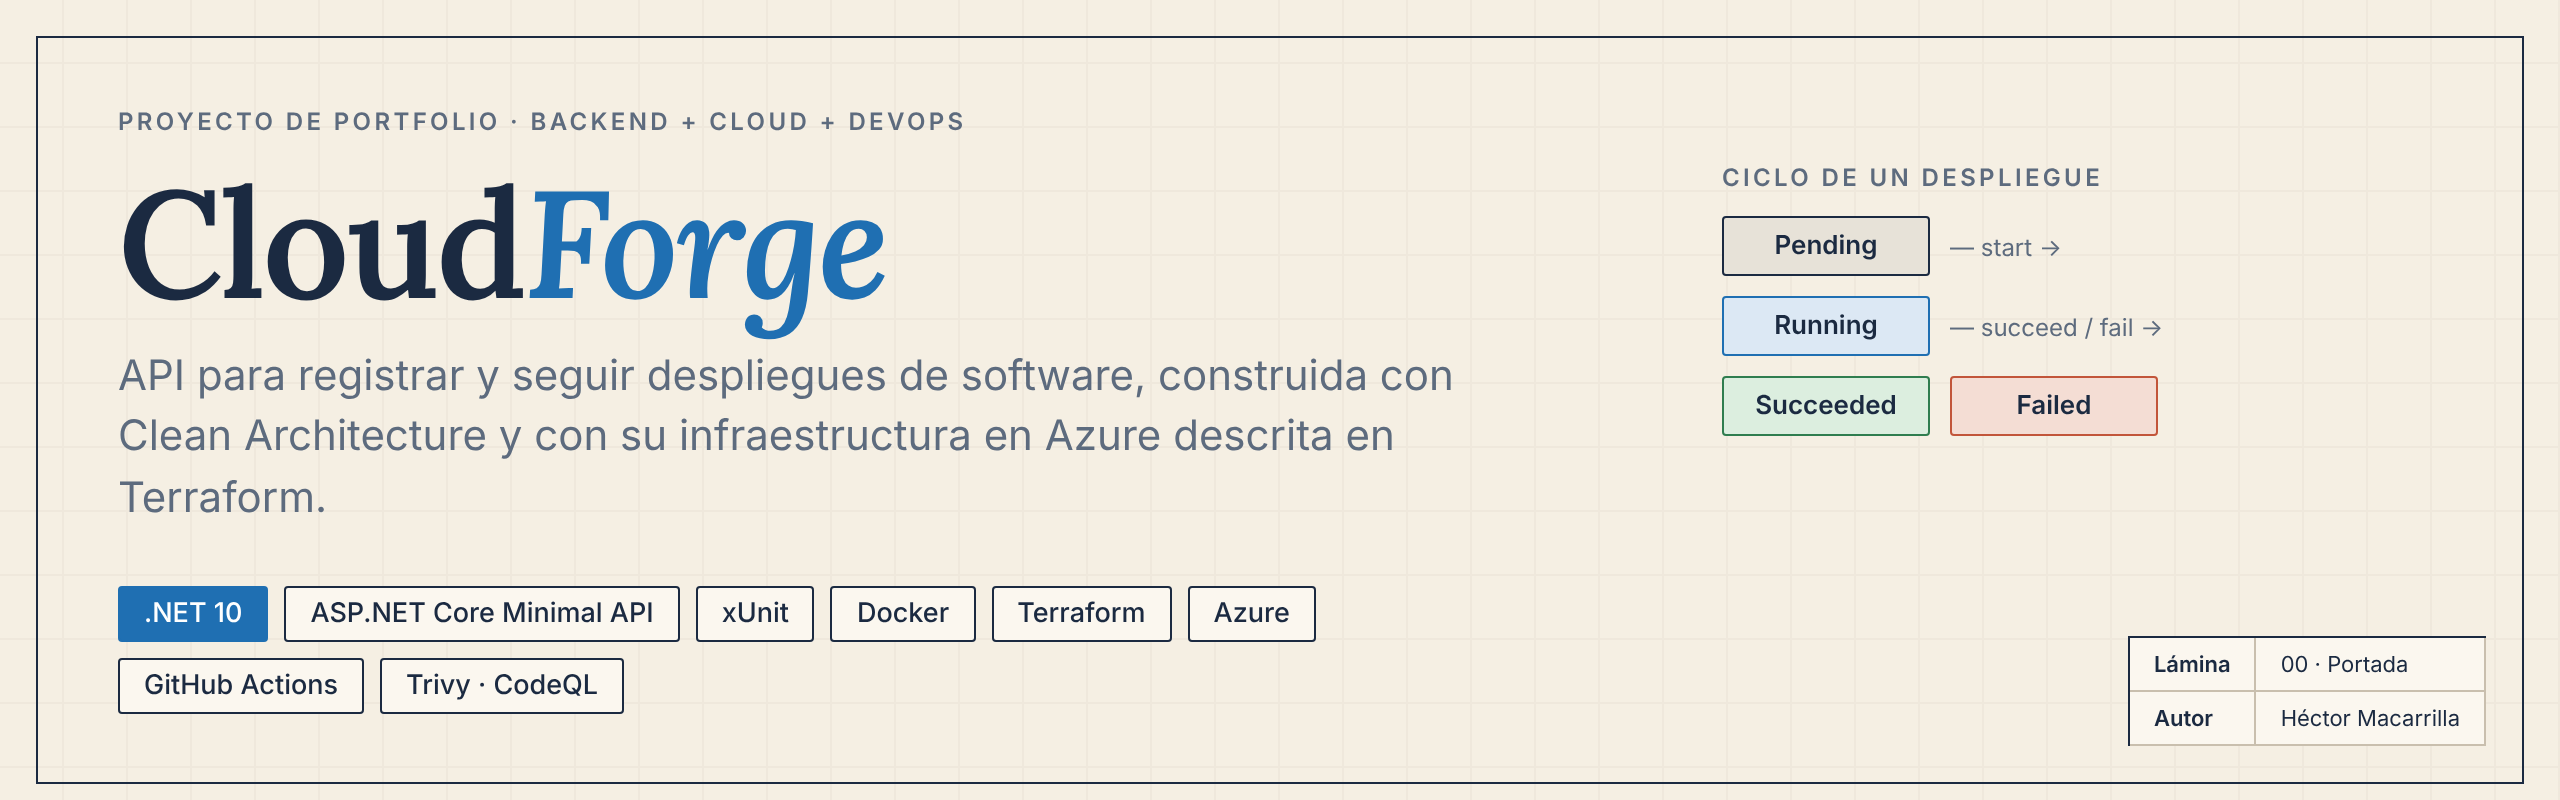 PROYECTO DE PORTFOLIO · BACKEND + CLOUD + DEVOPS
CloudForge
API para registrar y seguir despliegues de software, construida con
Clean Architecture y con su infraestructura en Azure descrita en
Terraform.
.NET 10 ASP.NET Core Minimal API xUnit Docker Terraform Azure
GitHub Actions Trivy · CodeQL
CICLO DE UN DESPLIEGUE
Pending — start →
Running — succeed / fail →
Succeeded Failed
Lámina 00 · Portada
Autor Héctor Macarrilla